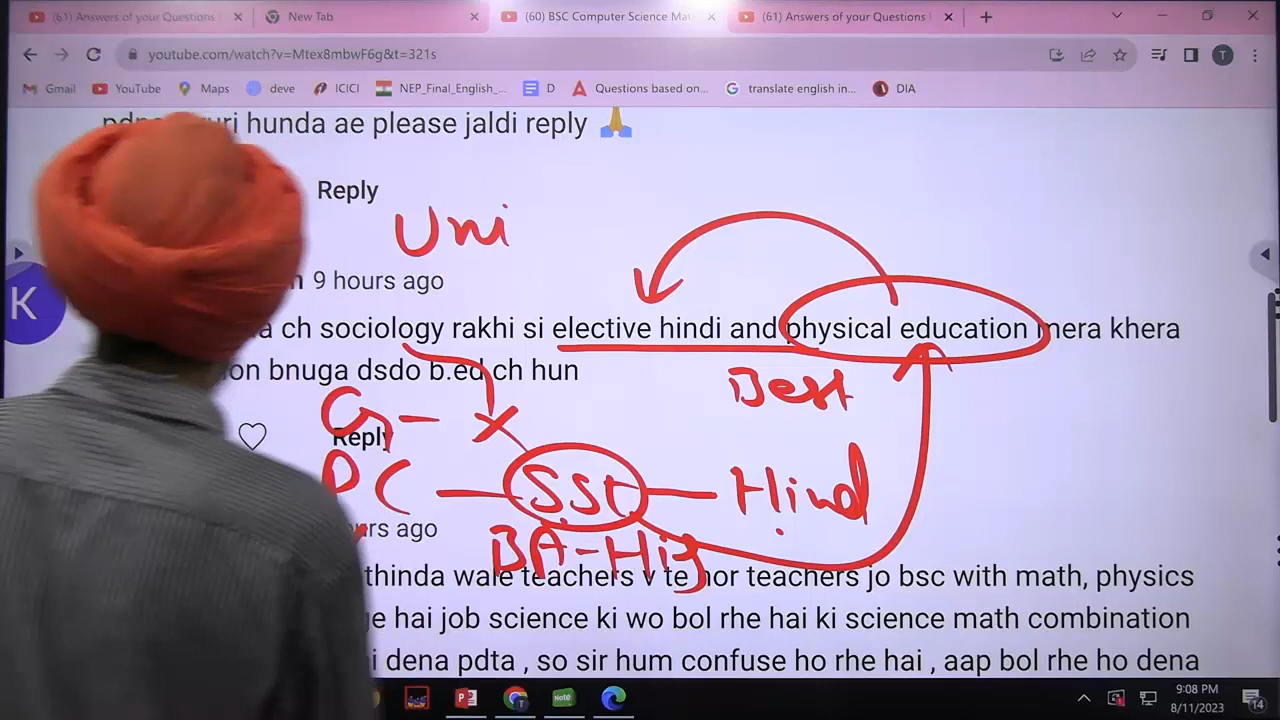 (61) Answers of your Questions
New Tab
(60) BSC Computer Science Mat
(61) Answers of your Questions
youtube.com/watch?v=Mtex8mbwF6g&t=321s
T
Gmail
YouTube
Maps
deve
ICICI
NEP_Final_English_...
D
Questions based on...
translate english in...
DIA
hunda ae please jaldi reply 🙏
Reply
Uni
9 hours ago
K
ch sociology rakhi si elective hindi and physical education mera khera
bnuga dsdo b.ed ch hun
Best
Reply
SST
Hind
ago
BA-His
thinda wale teachers v te hor teachers jo bsc with math, physics
hai job science ki wo bol rhe hai ki science math combination
dena pdta , so sir hum confuse ho rhe hai , aap bol rhe ho dena
Note
9:08 PM
8/11/2023
14